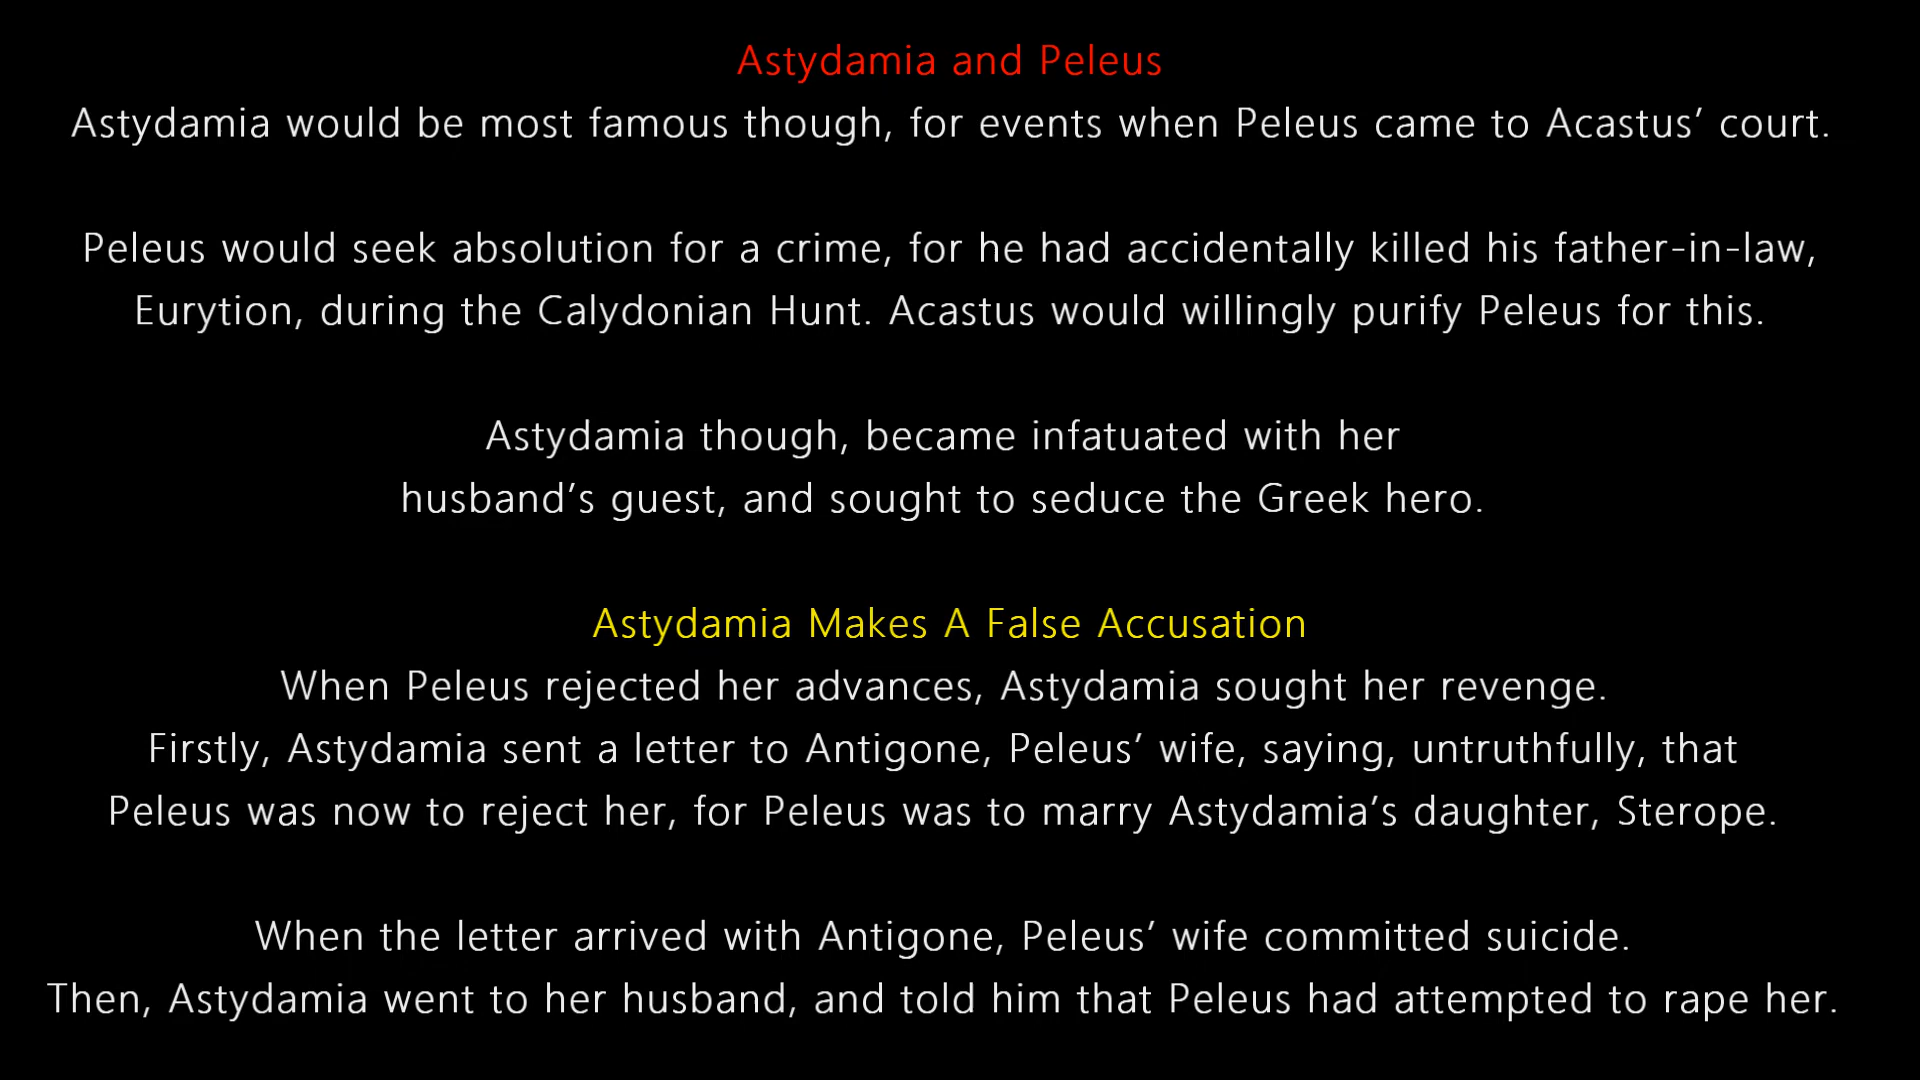 Astydamia and Peleus
Astydamia would be most famous though, for events when Peleus came to Acastus’ court.
Peleus would seek absolution for a crime, for he had accidentally killed his father-in-law,
Eurytion, during the Calydonian Hunt. Acastus would willingly purify Peleus for this.
Astydamia though, became infatuated with her
husband’s guest, and sought to seduce the Greek hero.
Astydamia Makes A False Accusation
When Peleus rejected her advances, Astydamia sought her revenge.
Firstly, Astydamia sent a letter to Antigone, Peleus’ wife, saying, untruthfully, that
Peleus was now to reject her, for Peleus was to marry Astydamia’s daughter, Sterope.
When the letter arrived with Antigone, Peleus’ wife committed suicide.
Then, Astydamia went to her husband, and told him that Peleus had attempted to rape her.